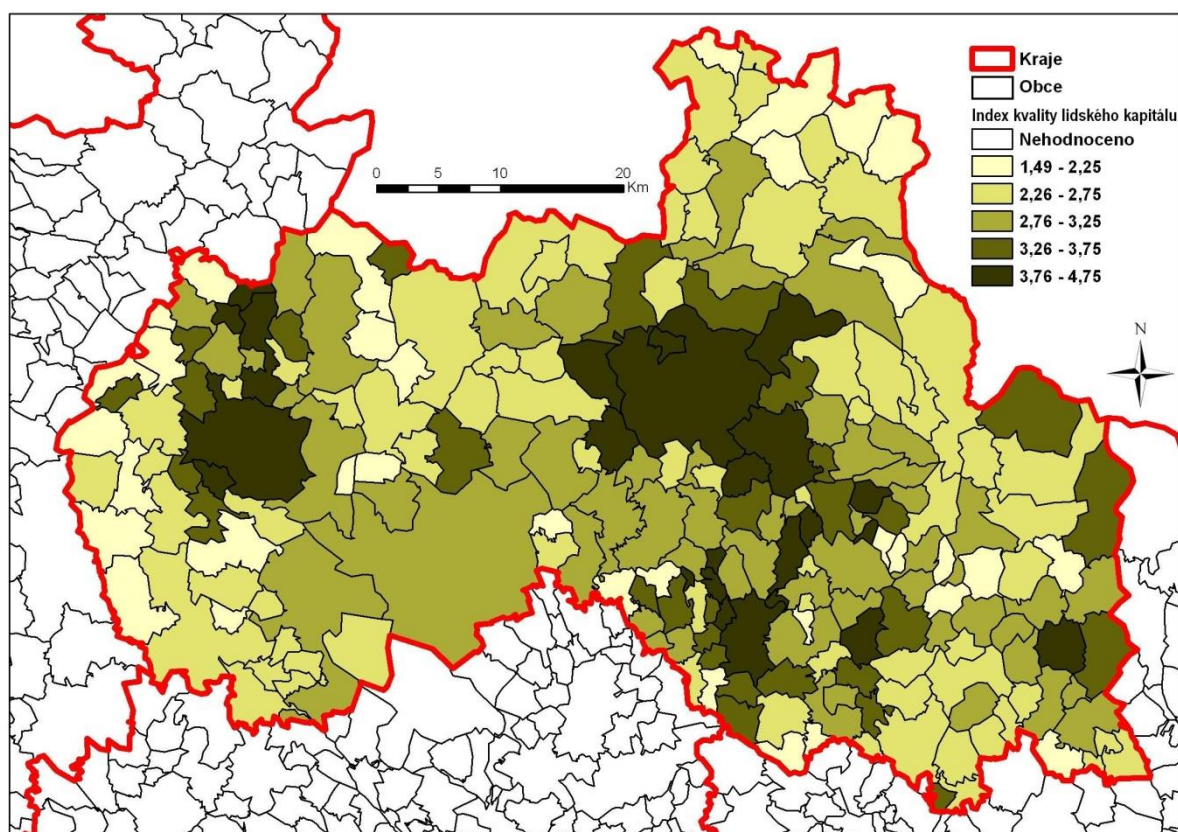 Kraje
Obce
Index kvality lidského kapitálu
Nehodnoceno
1,49 - 2,25
2,26 - 2,75
2,76 - 3,25
3,26 - 3,75
3,76 - 4,75
0 5 10 20
Km
N